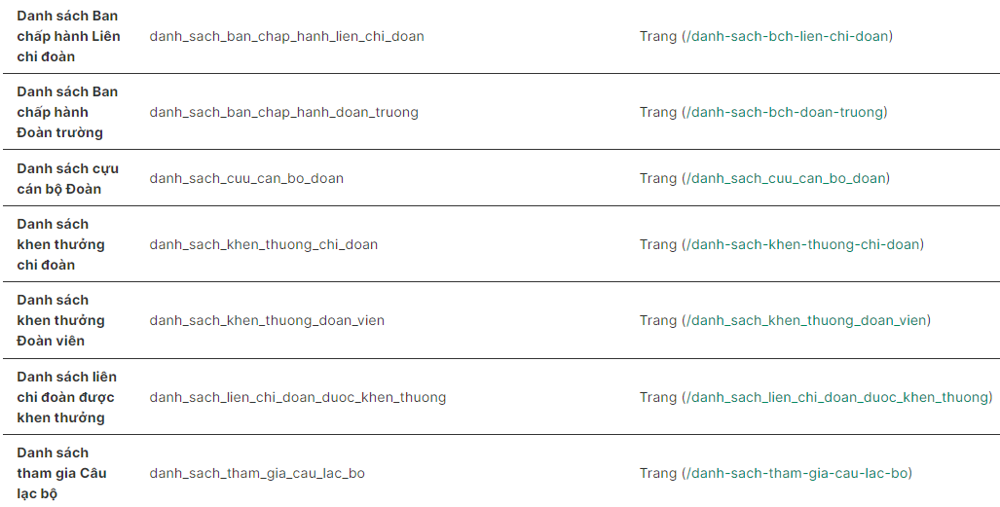 Danh sách Ban
chấp hành Liên
chi đoàn
danh_sach_ban_chap_hanh_lien_chi_doan
Trang (/danh-sach-bch-lien-chi-doan)
Danh sách Ban
chấp hành
Đoàn trường
danh_sach_ban_chap_hanh_doan_truong
Trang (/danh-sach-bch-doan-truong)
Danh sách cựu
cán bộ Đoàn
danh_sach_cuu_can_bo_doan
Trang (/danh_sach_cuu_can_bo_doan)
Danh sách
khen thưởng
chi đoàn
danh_sach_khen_thuong_chi_doan
Trang (/danh-sach-khen-thuong-chi-doan)
Danh sách
khen thưởng
Đoàn viên
danh_sach_khen_thuong_doan_vien
Trang (/danh_sach_khen_thuong_doan_vien)
Danh sách liên
chi đoàn được
khen thưởng
danh_sach_lien_chi_doan_duoc_khen_thuong
Trang (/danh_sach_lien_chi_doan_duoc_khen_thuong)
Danh sách
tham gia Câu
lạc bộ
danh_sach_tham_gia_cau_lac_bo
Trang (/danh-sach-tham-gia-cau-lac-bo)